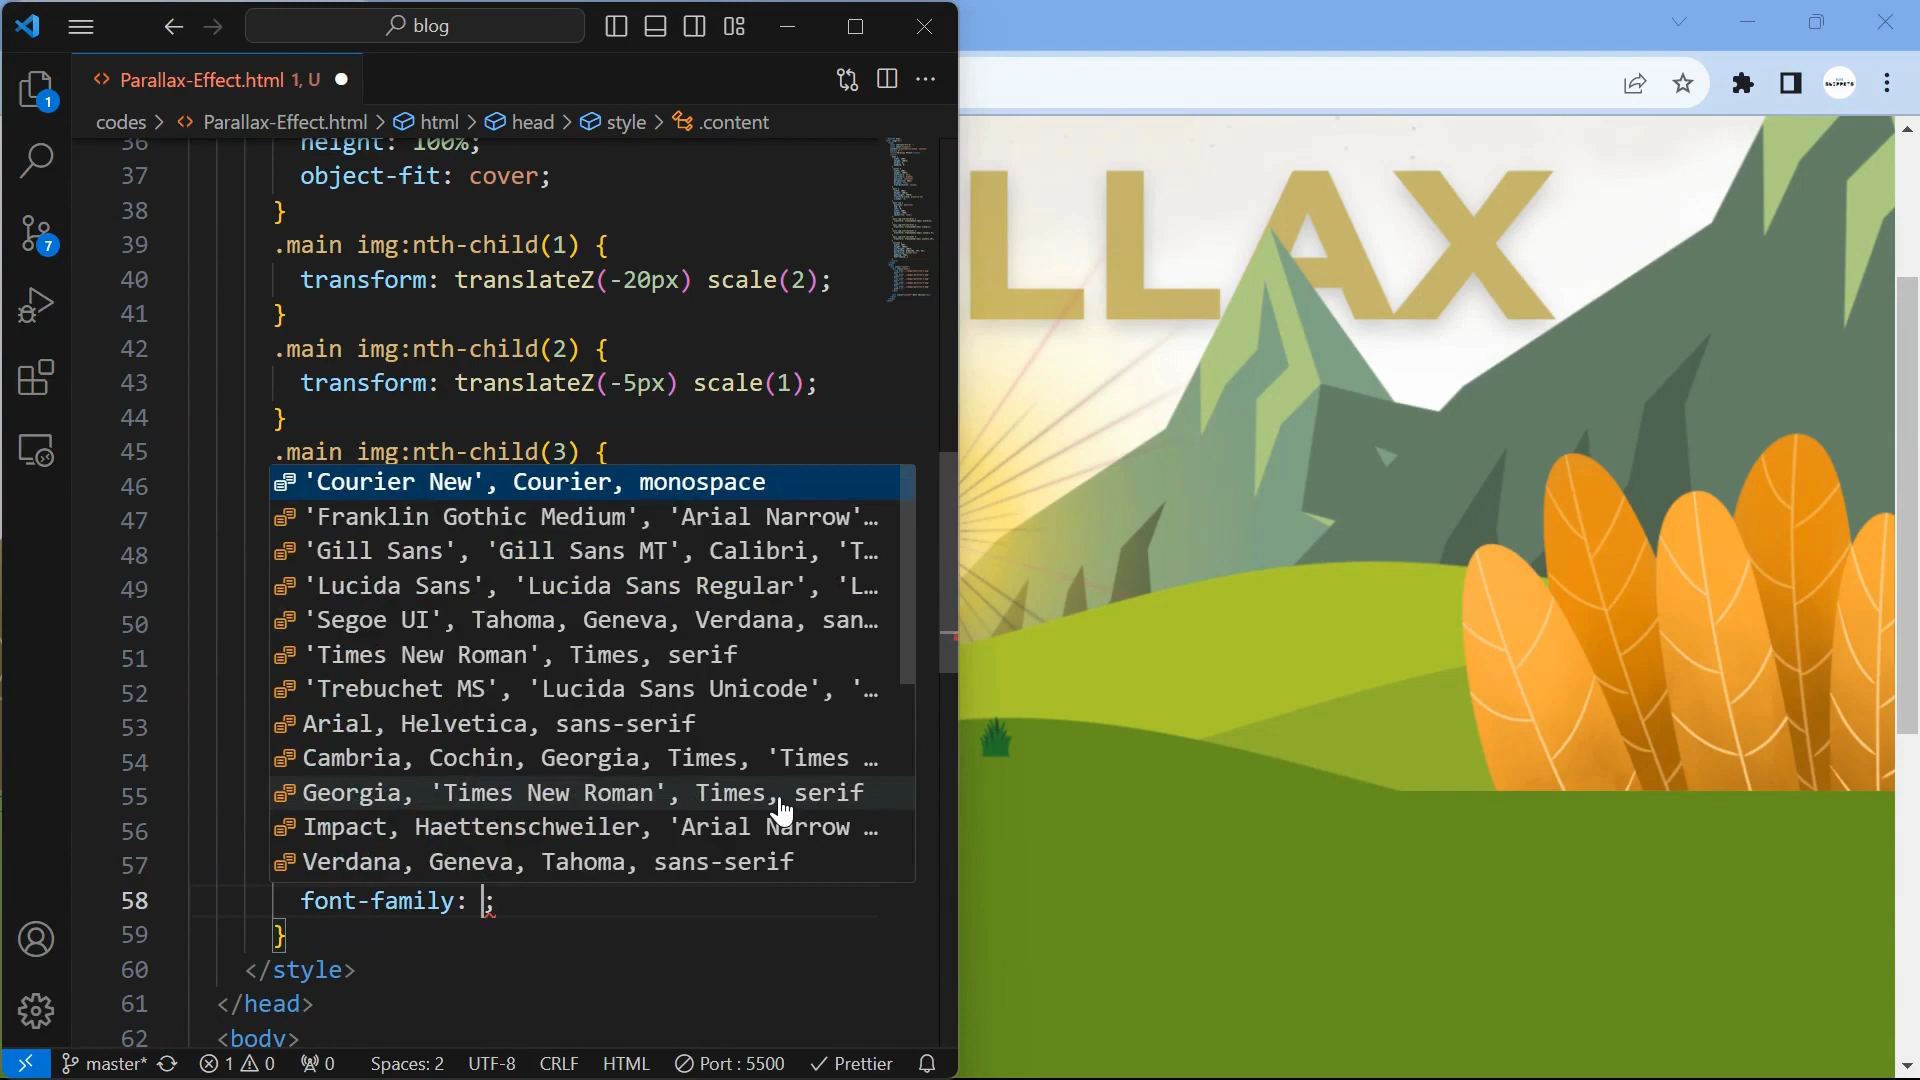 blog
Parallax-Effect.html 1, U
codes > Parallax-Effect.html > html > head > style > .content
36 height: 100%;
37 object-fit: cover;
38 }
39 .main img:nth-child(1) {
40 transform: translateZ(-20px) scale(2);
41 }
42 .main img:nth-child(2) {
43 transform: translateZ(-5px) scale(1);
44 }
45 .main img:nth-child(3) {
46 'Courier New', Courier, monospace
47 'Franklin Gothic Medium', 'Arial Narrow'…
48 'Gill Sans', 'Gill Sans MT', Calibri, 'T…
49 'Lucida Sans', 'Lucida Sans Regular', 'L…
50 'Segoe UI', Tahoma, Geneva, Verdana, san…
51 'Times New Roman', Times, serif
52 'Trebuchet MS', 'Lucida Sans Unicode', '…
53 Arial, Helvetica, sans-serif
54 Cambria, Cochin, Georgia, Times, 'Times …
55 Georgia, 'Times New Roman', Times, serif
56 Impact, Haettenschweiler, 'Arial Narrow …
57 Verdana, Geneva, Tahoma, sans-serif
58 font-family: ;
59 }
60 </style>
61 </head>
62 <body>
1
7
master* 1 0 0 Spaces: 2 UTF-8 CRLF HTML Port : 5500 Prettier
LLAX